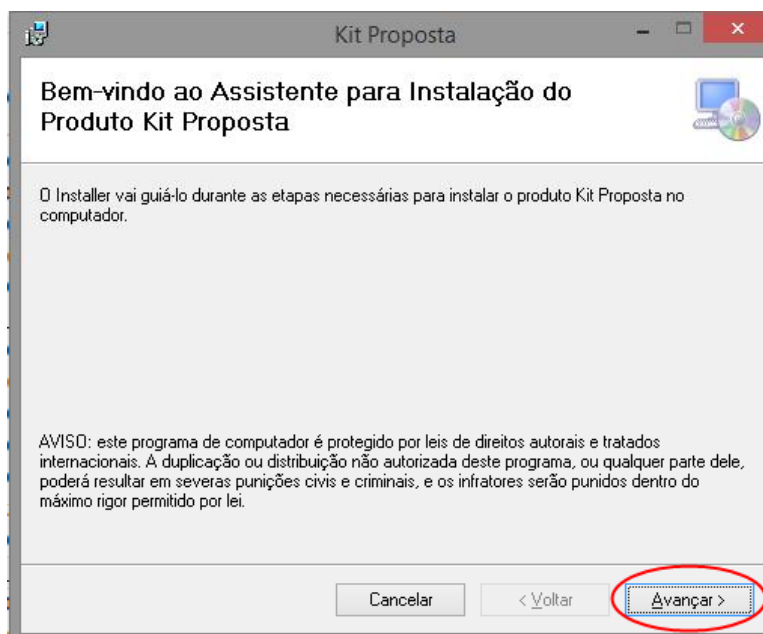 Kit Proposta
Bem-vindo ao Assistente para Instalação do
Produto Kit Proposta
O Installer vai guiá-lo durante as etapas necessárias para instalar o produto Kit Proposta no
computador.
AVISO: este programa de computador é protegido por leis de direitos autorais e tratados
internacionais. A duplicação ou distribuição não autorizada deste programa, ou qualquer parte dele,
poderá resultar em severas punições civis e criminais, e os infratores serão punidos dentro do
máximo rigor permitido por lei.
Cancelar
< Voltar
Avançar >